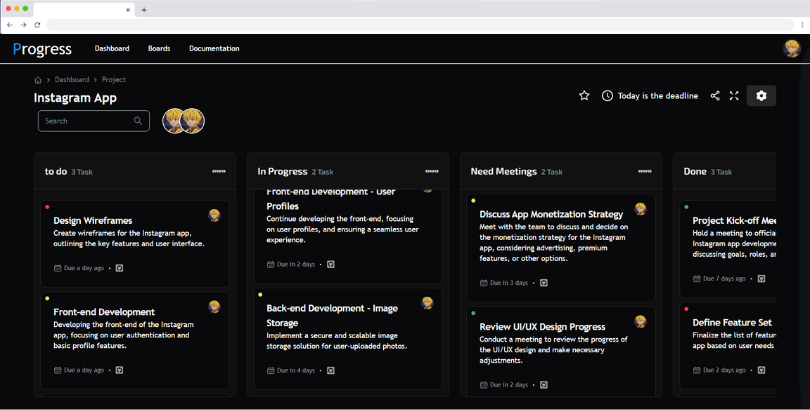 Progress
Dashboard
Boards
Documentation
Dashboard > Project
Instagram App
Today is the deadline
Search
to do 3 Task
Design Wireframes
Create wireframes for the Instagram app,
outlining the key features and user interface.
Due a day ago
Front-end Development
Developing the front-end of the Instagram
app, focusing on user authentication and
basic profile features.
Due a day ago
In Progress 2 Task
Front-end Development - User
Profiles
Continue developing the front-end, focusing
on user profiles, and ensuring a seamless user
experience.
Due in 2 days
Back-end Development - Image
Storage
Implement a secure and scalable image
storage solution for user-uploaded photos.
Due in 4 days
Need Meetings 2 Task
Discuss App Monetization Strategy
Meet with the team to discuss and decide on
the monetization strategy for the Instagram
app, considering advertising, premium
features, or other options.
Due in 3 days
Review UI/UX Design Progress
Conduct a meeting to review the progress of
the UI/UX design and make necessary
adjustments.
Due in 2 days
Done 3 Task
Project Kick-off Mee
Hold a meeting to officia
Instagram app developme
discussing goals, roles, an
Due 7 days ago
Define Feature Set
Finalize the list of featur
app based on user needs
Due 2 days ago